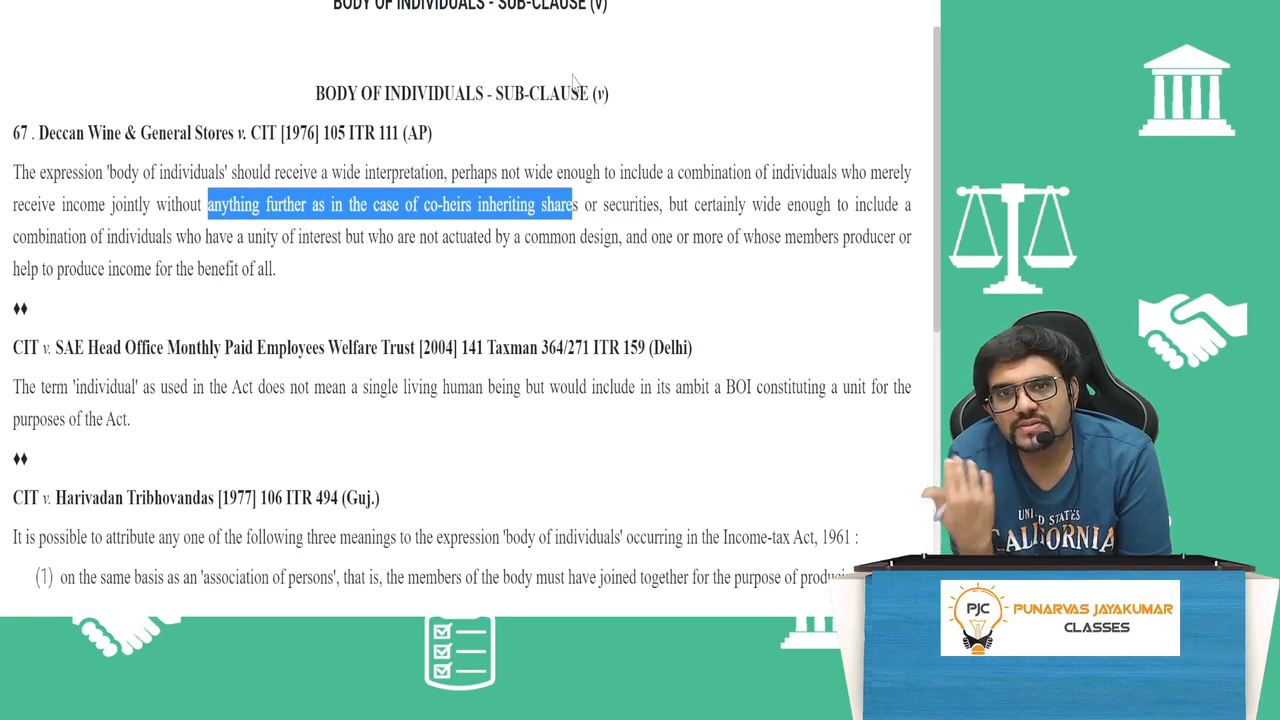 BODY OF INDIVIDUALS - SUB-CLAUSE (V)
BODY OF INDIVIDUALS - SUB-CLAUSE (v)
67 . Deccan Wine & General Stores v. CIT [1976] 105 ITR 111 (AP)
The expression 'body of individuals' should receive a wide interpretation, perhaps not wide enough to include a combination of individuals who merely
receive income jointly without anything further as in the case of co-heirs inheriting shares or securities, but certainly wide enough to include a
combination of individuals who have a unity of interest but who are not actuated by a common design, and one or more of whose members producer or
help to produce income for the benefit of all.
CIT v. SAE Head Office Monthly Paid Employees Welfare Trust [2004] 141 Taxman 364/271 ITR 159 (Delhi)
The term 'individual' as used in the Act does not mean a single living human being but would include in its ambit a BOI constituting a unit for the
purposes of the Act.
CIT v. Harivadan Tribhovandas [1977] 106 ITR 494 (Guj.)
It is possible to attribute any one of the following three meanings to the expression 'body of individuals' occurring in the Income-tax Act, 1961 :
(1) on the same basis as an 'association of persons', that is, the members of the body must have joined together for the purpose of
UNITED STATES
CALIFORNIA
PJC
PUNARVAS JAYAKUMAR
CLASSES